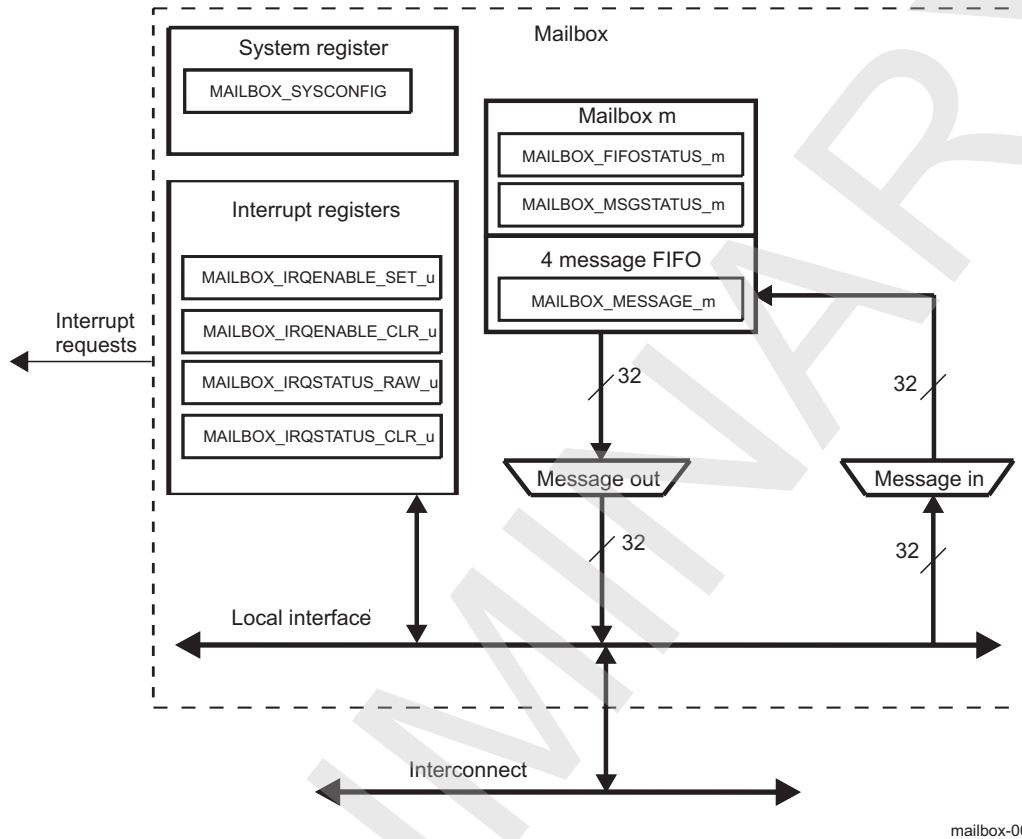 Mailbox
System register
MAILBOX_SYSCONFIG
Mailbox m
MAILBOX_FIFOSTATUS_m
MAILBOX_MSGSTATUS_m
Interrupt registers
4 message FIFO
MAILBOX_MESSAGE_m
MAILBOX_IRQENABLE_SET_u
MAILBOX_IRQENABLE_CLR_u
MAILBOX_IRQSTATUS_RAW_u
MAILBOX_IRQSTATUS_CLR_u
Interrupt
requests
32
32
Message out
Message in
32
32
Local interface
Interconnect